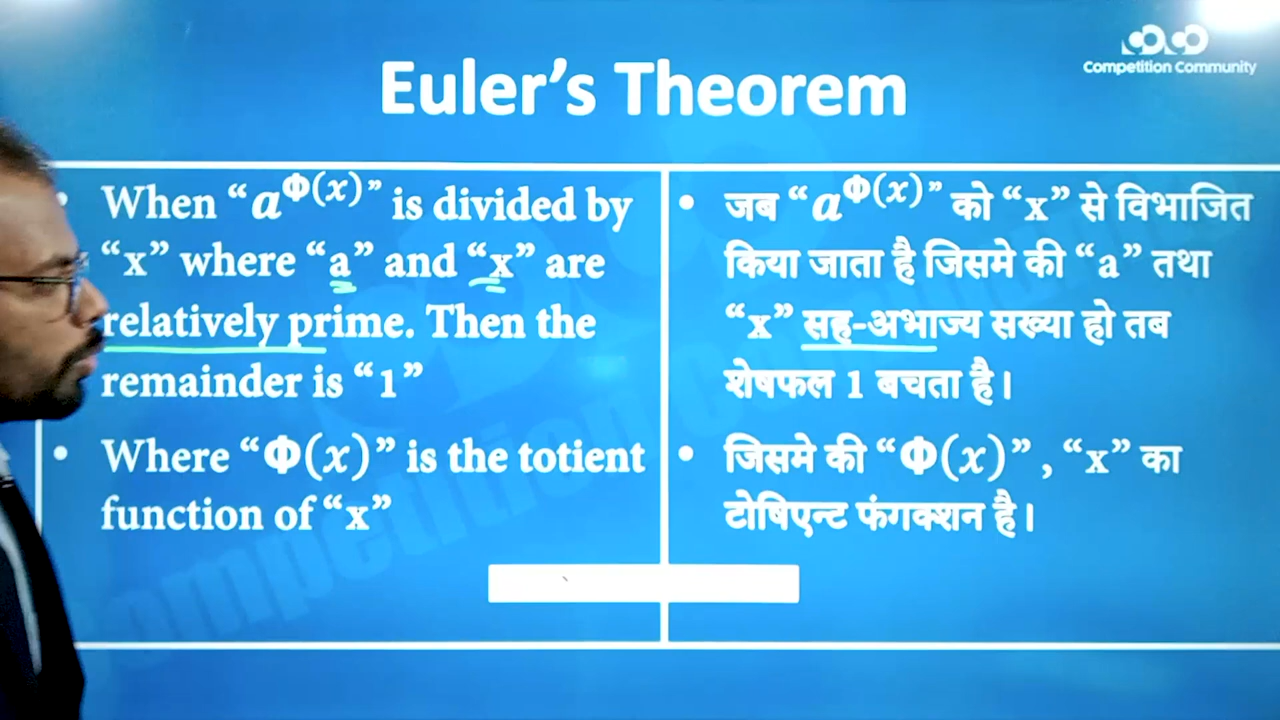 Competition Community
Euler’s Theorem
• When “a^Φ(x)” is divided by
“x” where “a” and “x” are
relatively prime. Then the
remainder is “1”
• Where “Φ(x)” is the totient
function of “x”
• जब “a^Φ(x)” को “x” से विभाजित
किया जाता है जिसमे की “a” तथा
“x” सह-अभाज्य सख्या हो तब
शेषफल 1 बचता है।
• जिसमे की “Φ(x)” , “x” का
टोषिएन्ट फंगक्शन है।